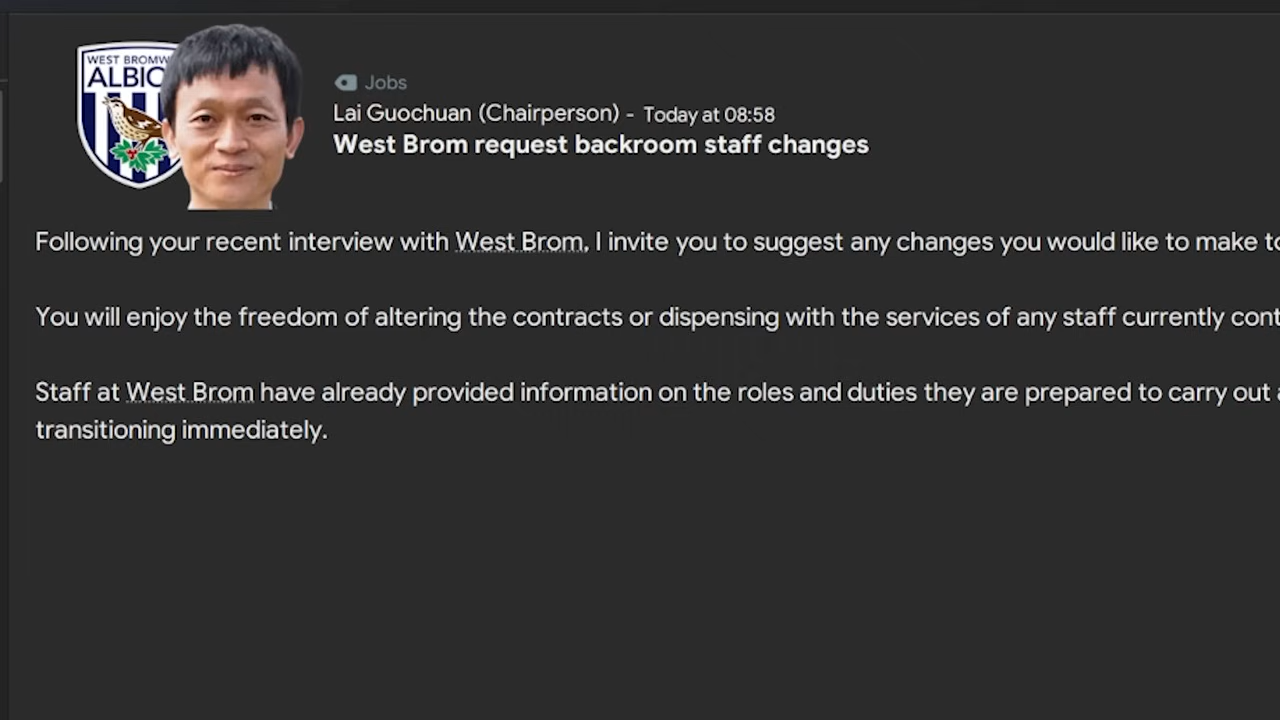 WEST BROMW
ALBIO
Jobs
Lai Guochuan (Chairperson) - Today at 08:58
West Brom request backroom staff changes
Following your recent interview with West Brom, I invite you to suggest any changes you would like to make to
You will enjoy the freedom of altering the contracts or dispensing with the services of any staff currently cont
Staff at West Brom have already provided information on the roles and duties they are prepared to carry out a
transitioning immediately.